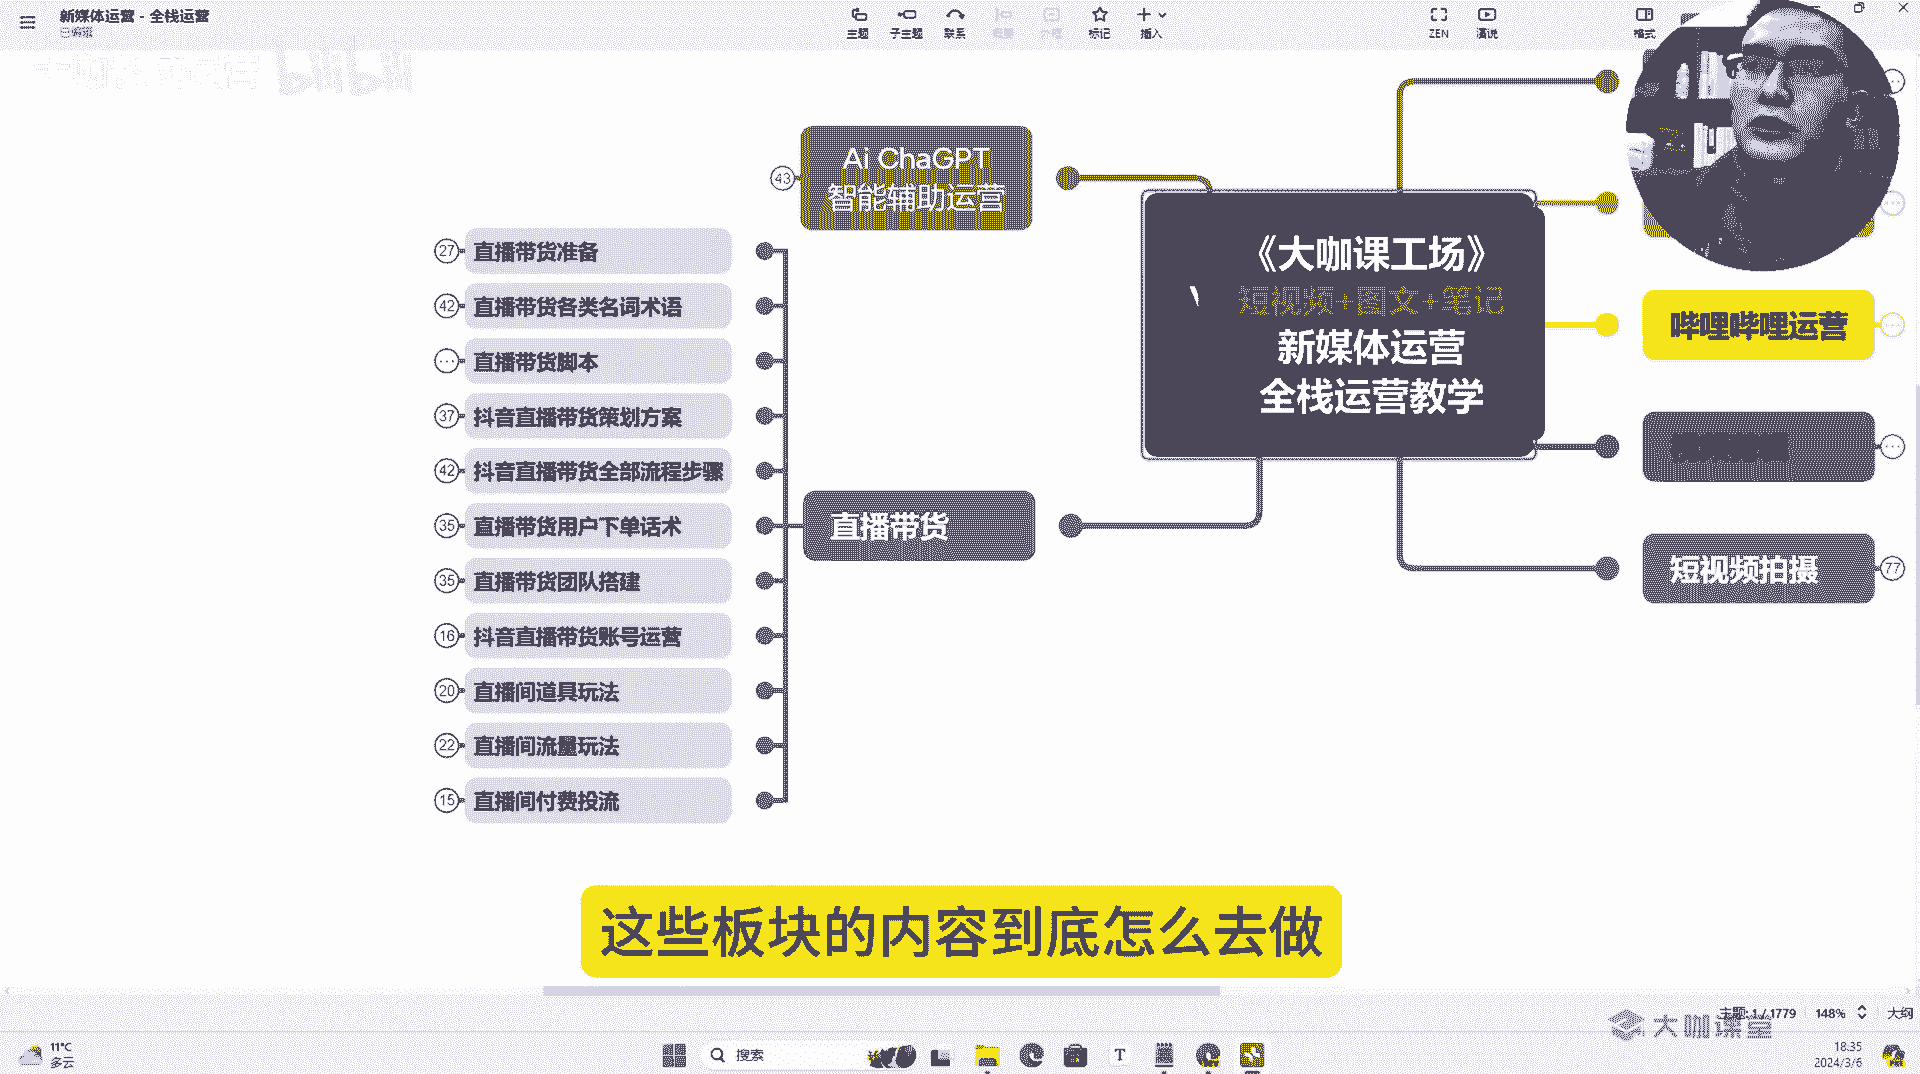 新媒体运营 - 全栈运营
已编辑
主题
子主题
联系
概要
外框
标记
插入
ZEN
演说
格式
43
Ai ChaGPT
智能辅助运营
《大咖课工场》
短视频+图文+笔记
新媒体运营
全栈运营教学
哔哩哔哩运营
短视频拍摄
77
直播带货
27
直播带货准备
42
直播带货各类名词术语
直播带货脚本
37
抖音直播带货策划方案
42
抖音直播带货全部流程步骤
35
直播带货用户下单话术
35
直播带货团队搭建
16
抖音直播带货账号运营
20
直播间道具玩法
22
直播间流量玩法
15
直播间付费投流
这些板块的内容到底怎么去做
主题: 1 / 1779
148%
大纲
大咖课堂
11°C
多云
搜索
18:35
2024/3/6